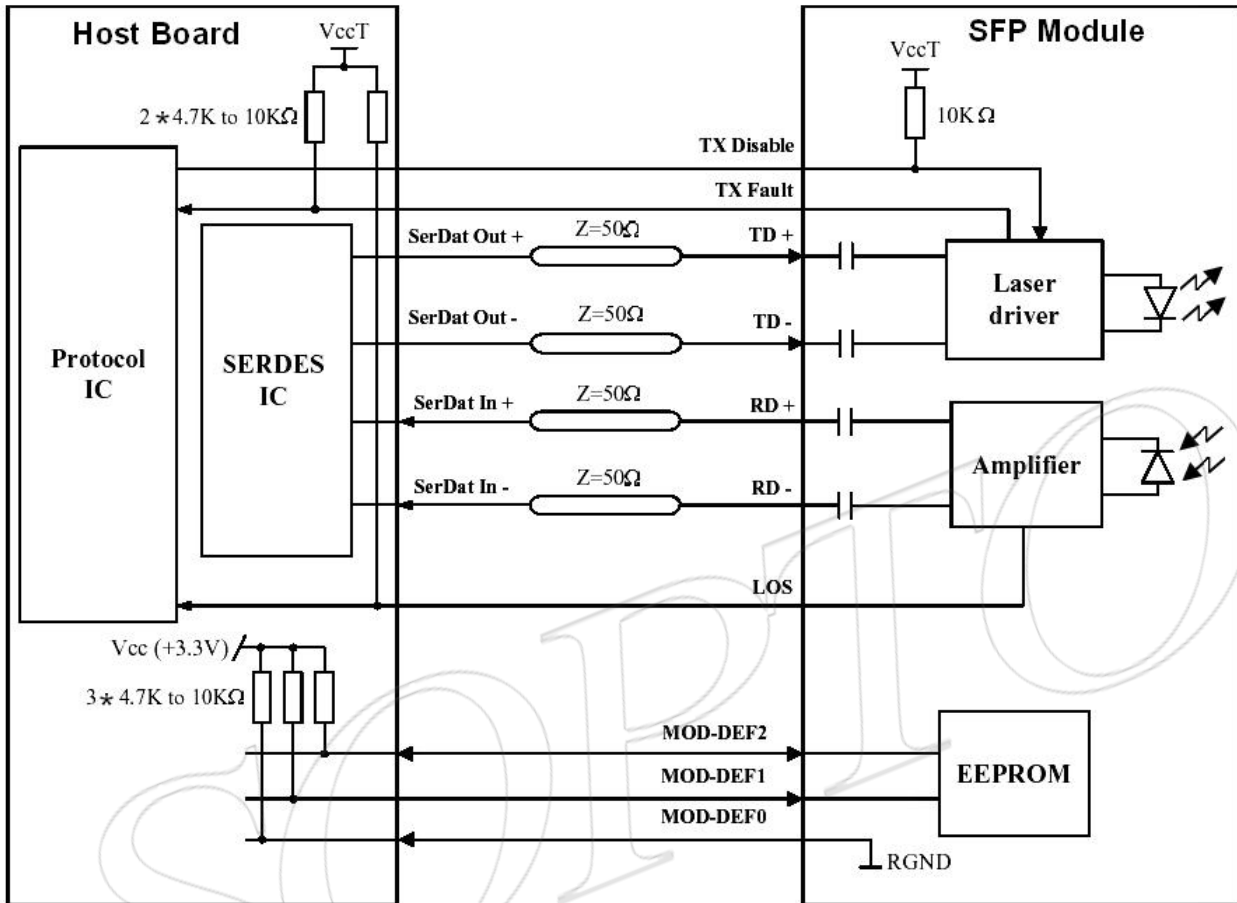 Host Board
VccT
SFP Module
VccT
2*4.7K to 10KΩ
10K Ω
TX Disable
TX Fault
SerDat Out +
Z=50Ω
TD +
SerDat Out -
Z=50Ω
TD -
Laser
driver
Protocol
IC
SERDES
IC
SerDat In +
Z=50Ω
RD +
SerDat In -
Z=50Ω
RD -
Amplifier
LOS
Vcc (+3.3V)
3* 4.7K to 10KΩ
MOD-DEF2
MOD-DEF1
MOD-DEF0
EEPROM
RGND
SOPTO